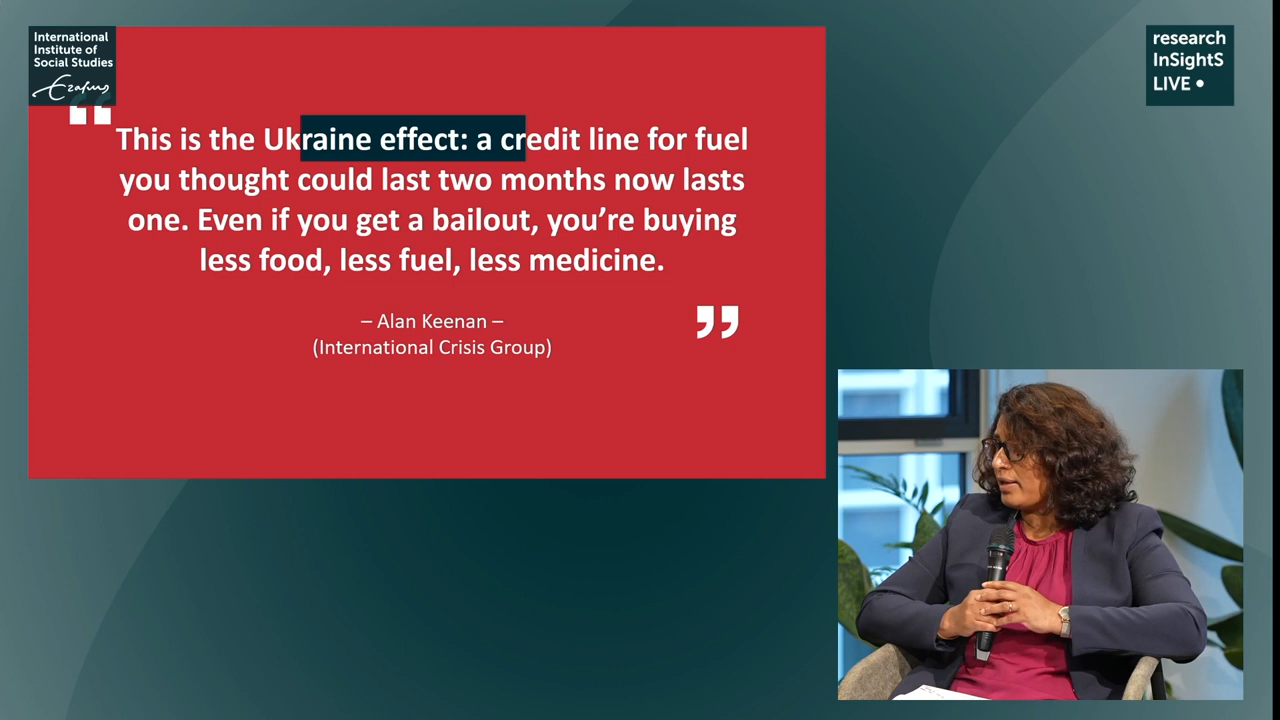 International
Institute of
Social Studies
Erasmus
research
InSightS
LIVE •
“
This is the Ukraine effect: a credit line for fuel
you thought could last two months now lasts
one. Even if you get a bailout, you’re buying
less food, less fuel, less medicine.
– Alan Keenan –
(International Crisis Group)
”